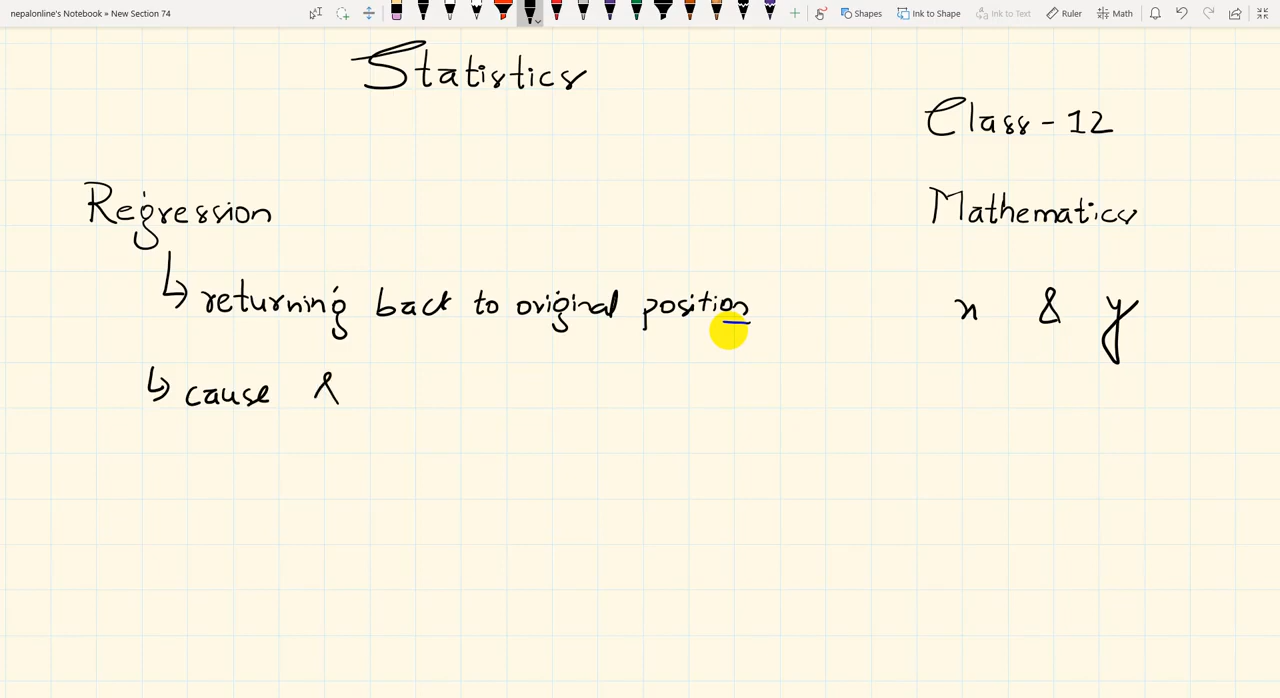 nepalonline's Notebook » New Section 74
Shapes Ink to Shape Ink to Text Ruler Math
Statistics
Class - 12
Regression
Mathematics
↳ returning back to original position
x & y
↳ cause &